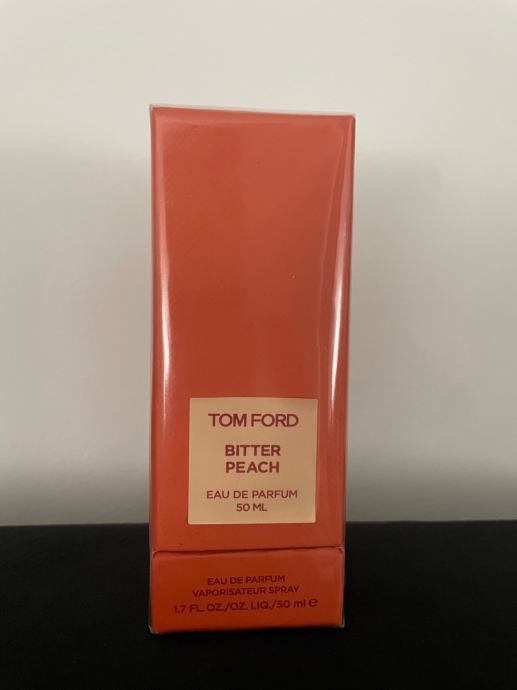 TOM FORD
BITTER
PEACH
EAU DE PARFUM
50 ML
EAU DE PARFUM
VAPORISATEUR SPRAY
1.7 FL. OZ./OZ. LIQ./50 ml ℮